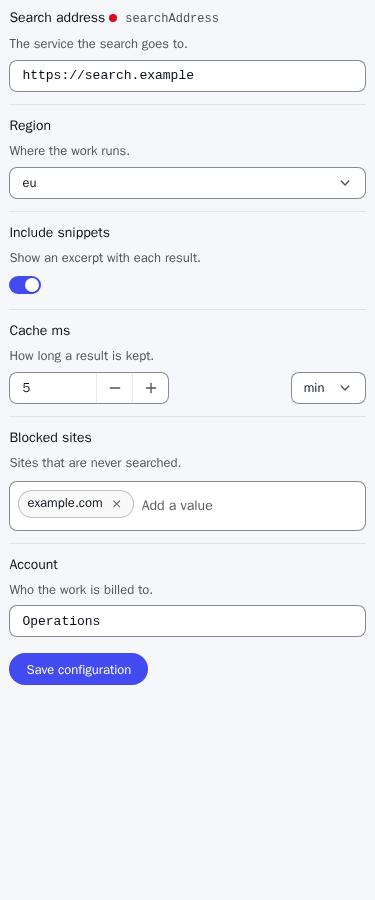 Search address searchAddress
The service the search goes to.
https://search.example
Region
Where the work runs.
eu
Include snippets
Show an excerpt with each result.
Cache ms
How long a result is kept.
5 min
Blocked sites
Sites that are never searched.
example.com Add a value
Account
Who the work is billed to.
Operations
Save configuration